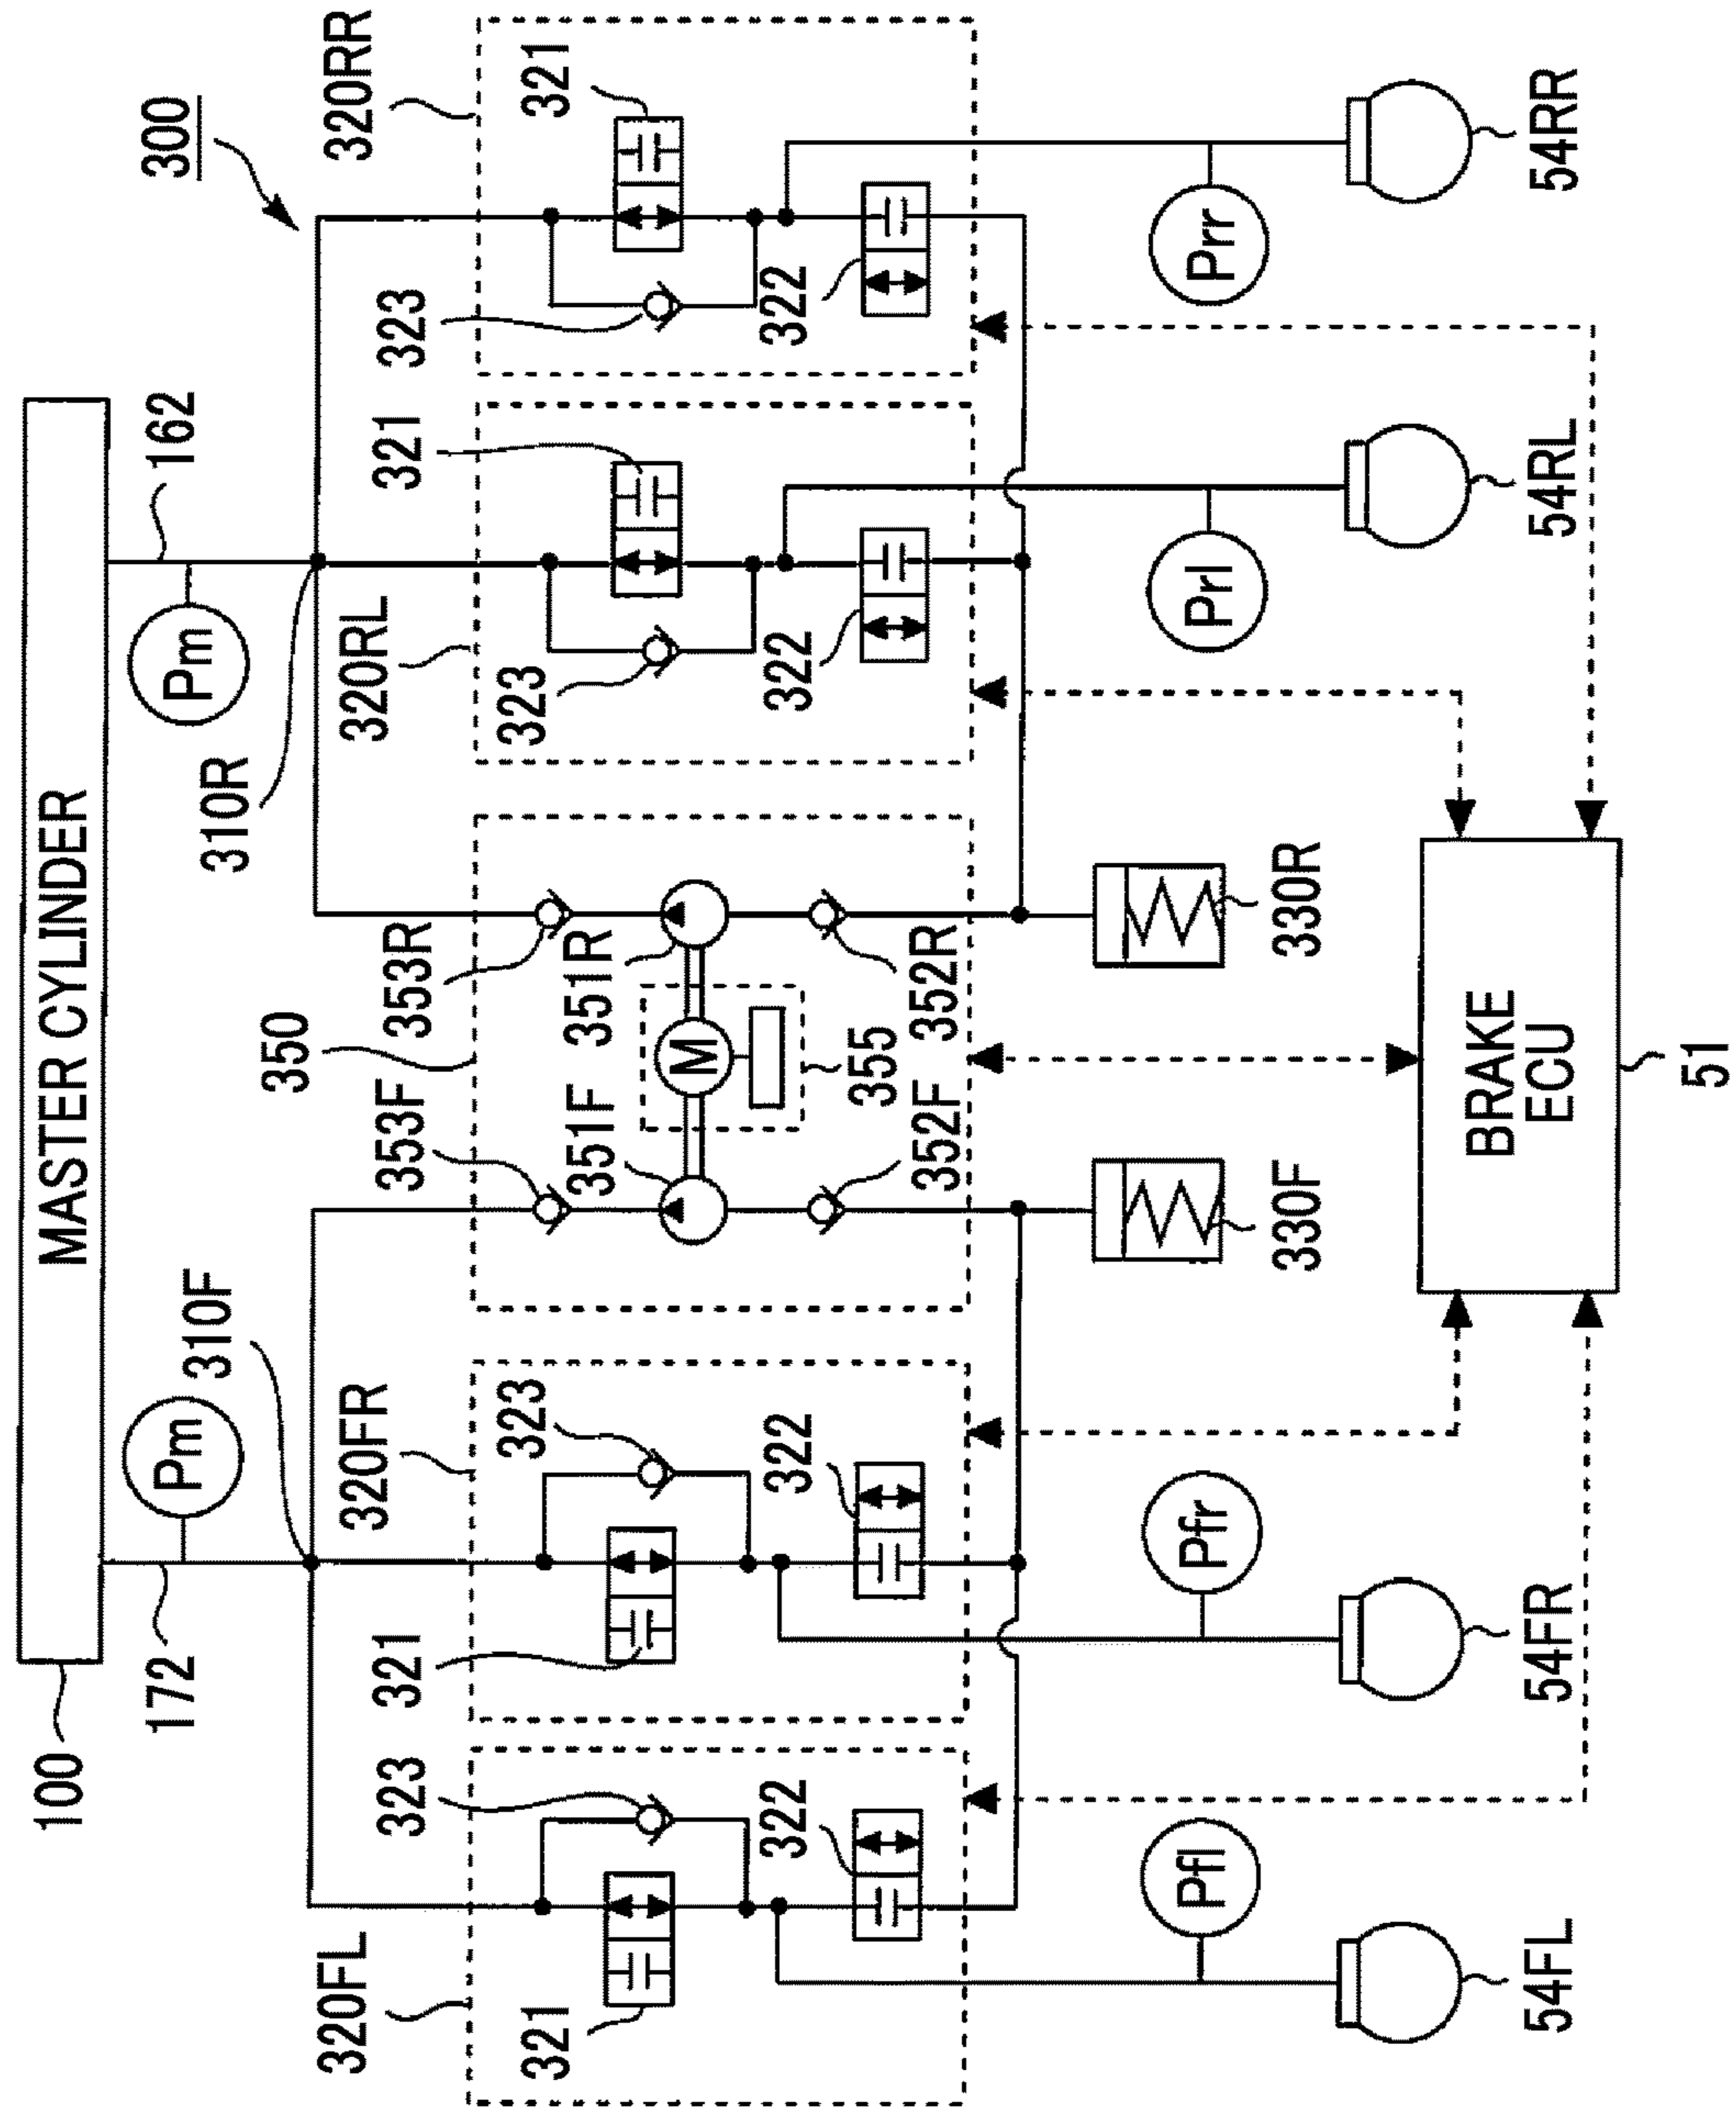 300
MASTER CYLINDER
100
172
162
Pm
Pm
310F
310R
320FL
320FR
350
320RL
320RR
323
321
323
321
353F
353R
321
323
323
321
351F
351R
M
322
322
355
352F
352R
322
322
Pfl
Pfr
Prl
Prr
330F
330R
54FL
54FR
BRAKE
ECU
51
54RL
54RR